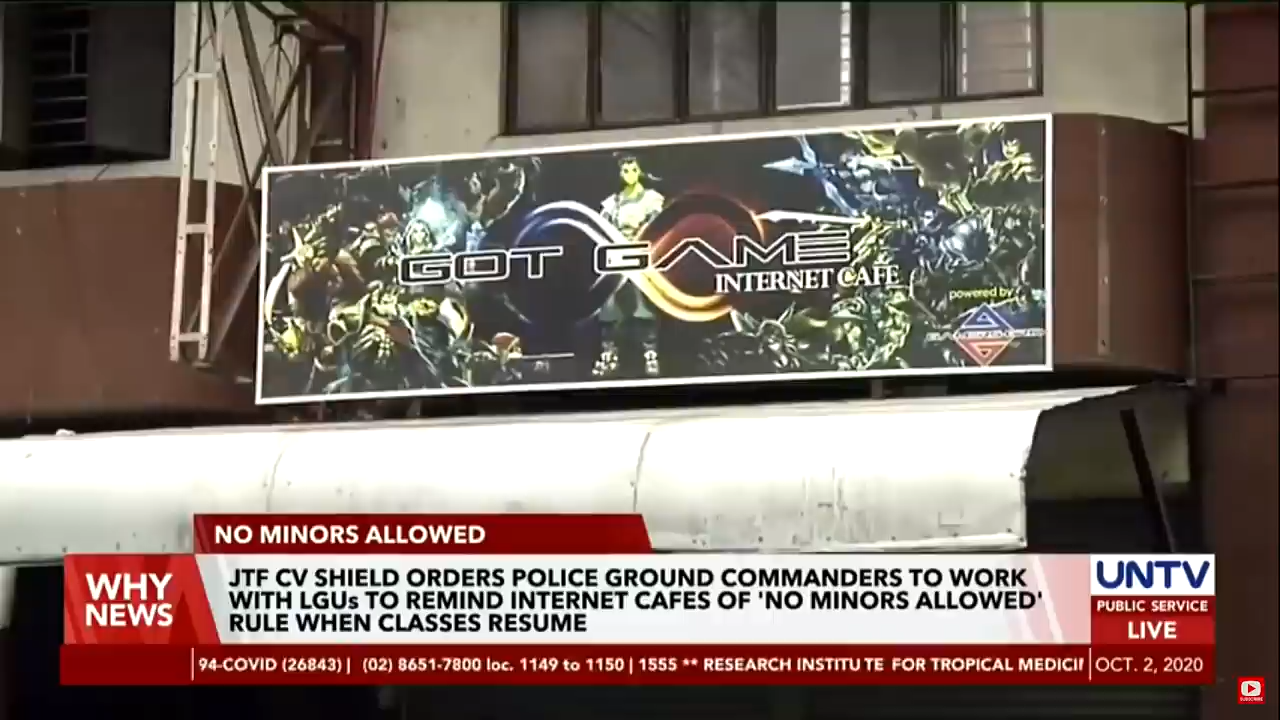 GOT GAME
INTERNET CAFE
powered by
NO MINORS ALLOWED
WHY
NEWS
JTF CV SHIELD ORDERS POLICE GROUND COMMANDERS TO WORK
WITH LGUs TO REMIND INTERNET CAFES OF 'NO MINORS ALLOWED'
RULE WHEN CLASSES RESUME
UNTV
PUBLIC SERVICE
LIVE
94-COVID (26843) | (02) 8651-7800 loc. 1149 to 1150 | 1555 ** RESEARCH INSTITU TE FOR TROPICAL MEDICI
OCT. 2, 2020
SUBSCRIBE